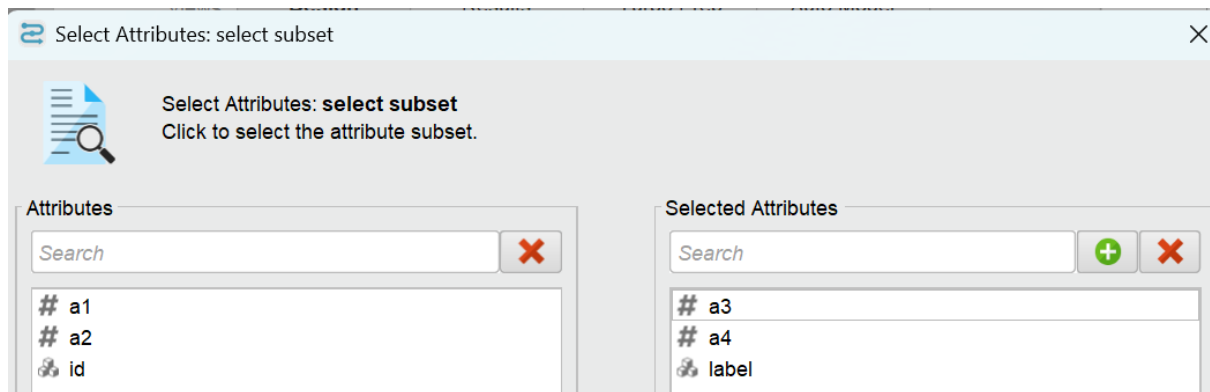 Select Attributes: select subset
Select Attributes: select subset
Click to select the attribute subset.
Attributes
Search
# a1
# a2
id
Selected Attributes
Search
# a3
# a4
label